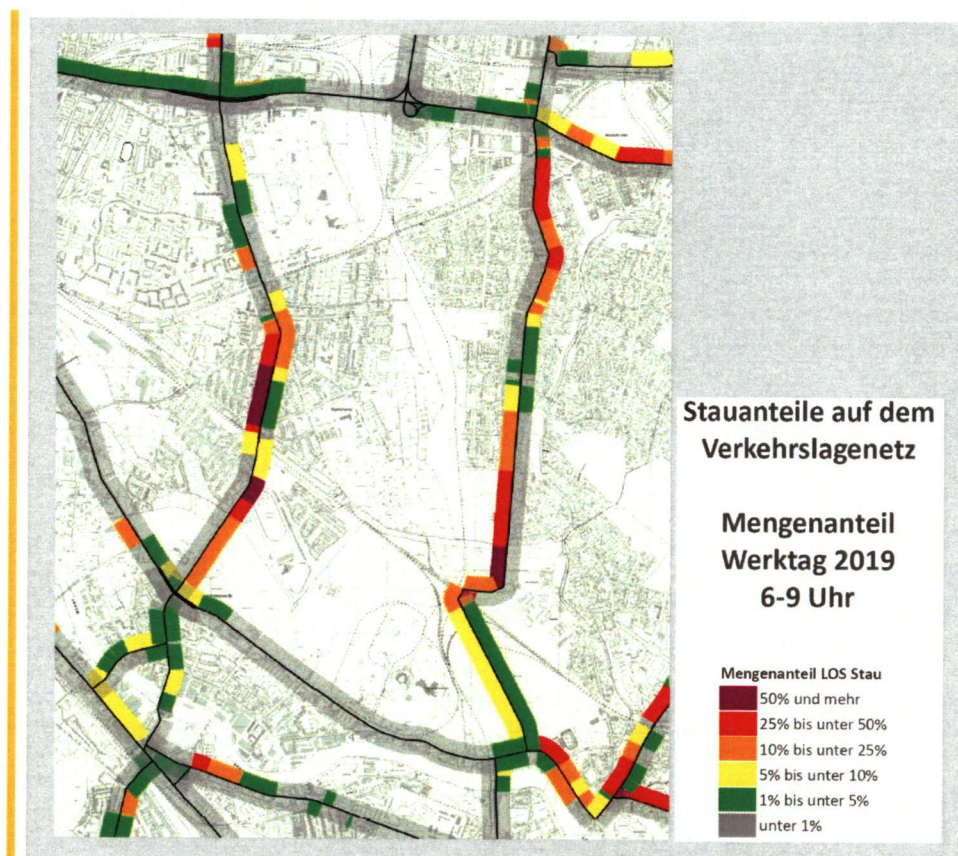 Stauanteile auf dem
Verkehrslagenetz
Mengenanteil
Werktag 2019
6-9 Uhr
Mengenanteil LOS Stau
50% und mehr
25% bis unter 50%
10% bis unter 25%
5% bis unter 10%
1% bis unter 5%
unter 1%